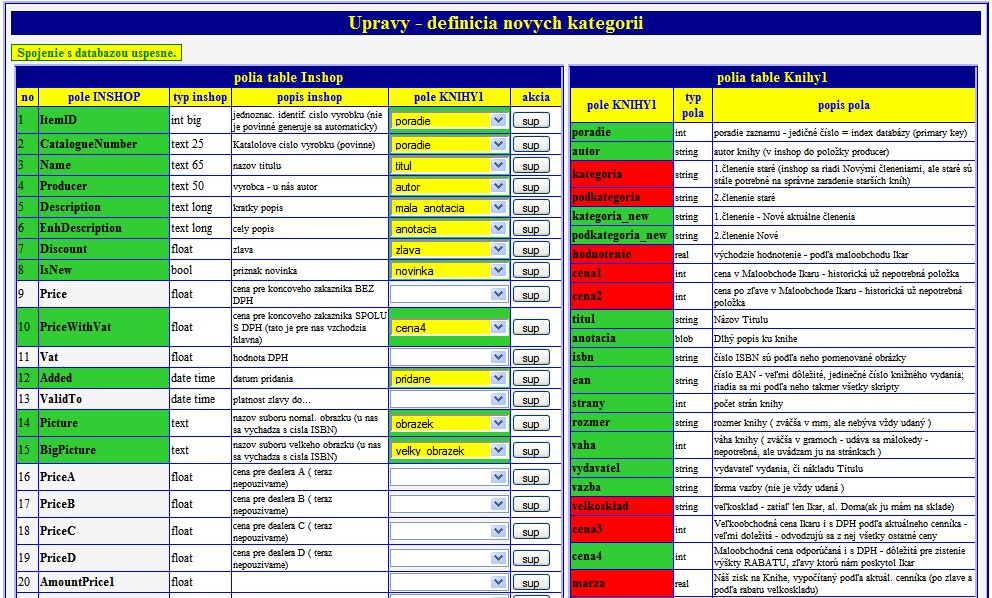 Upravy - definicia novych kategorii
Spojenie s databazou uspesne.
polia table Inshop
no pole INSHOP typ inshop popis inshop pole KNIHY1 akcia
1 ItemID int big jednoznac. identif. cislo vyrobku (nie je povinné generuje sa automaticky) poradie sup
2 CatalogueNumber text 25 Katalolove cislo vyrobku (povinne) poradie sup
3 Name text 65 nazov titulu titul sup
4 Producer text 50 vyrobca - u nás autor autor sup
5 Description text long kratky popis mala_anotacia sup
6 EnhDescription text long cely popis anotacia sup
7 Discount float zlava zlava sup
8 IsNew bool priznak novinka novinka sup
9 Price float cena pre koncoveho zakaznika BEZ DPH sup
10 PriceWithVat float cena pre koncoveho zakaznika SPOLU S DPH (tato je pre nas vzchodzia hlavna) cena4 sup
11 Vat float hodnota DPH sup
12 Added date time datum pridania pridane sup
13 ValidTo date time platnost zlavy do... sup
14 Picture text nazov suboru nomal. obrazku (u nas sa vychadza s cisla ISBN) obrazek sup
15 BigPicture text nazov suboru velkeho obrazku (u nas sa vychadza s cisla ISBN) velky_obrazek sup
16 PriceA float cena pre dealera A ( teraz nepouzivame) sup
17 PriceB float cena pre dealera B ( teraz nepouzivame) sup
18 PriceC float cena pre dealera C ( teraz nepouzivame) sup
19 PriceD float cena pre dealera D ( teraz nepouzivame) sup
20 AmountPrice1 float sup
polia table Knihy1
pole KNIHY1 typ pola popis pola
poradie int poradie zaznamu - jedičné číslo = index databázy (primary key)
autor string autor knihy (v inshop do položky producer)
kategoria string 1.členenie staré (inshop sa riadi Novými členeniami, ale staré sú stále potrebné na správne zaradenie starších kníh)
podkategoria string 2.členenie staré
kategoria_new string 1.členenie - Nové aktuálne členenia
podkategoria_new string 2.členenie Nové
hodnotenie real východzie hodnotenie - podľa maloobchodu Ikar
cena1 int cena v Maloobchode Ikaru - historická už nepotrebná položka
cena2 int cena po zľave v Maloobchode Ikaru - historická už nepotrebná položka
titul string Názov Titulu
anotacia blob Dlhý popis ku knihe
isbn string číslo ISBN sú podľa neho pomenované obrázky
ean string číslo EAN - veľmi dôležité, jedinečné číslo knižného vydania; riadia sa mi podľa neho takmer všetky skripty
strany int počet strán knihy
rozmer string rozmer knihy ( zväčša v mm, ale nebýva vždy udaný )
vaha int váha knihy ( zväčša v gramoch - udáva sa málokedy - nepotrebná, ale uvádzam ju na stránkach )
vydavatel string vydavateľ vydania, či nákladu Titulu
vazba string forma vazby (nie je vždy udaná )
velkosklad string veľkosklad - zatiaľ len Ikar, al. Doma(ak ju mám na sklade)
cena3 int Veľkoobchodná cena Ikaru i s DPH podľa aktuálneho cenníka - veľmi doležitá - odvodzujú sa z nej všetky ostatné ceny
cena4 int Maloobchodná cena odporúčaná i s DPH - dôležitá pre zistenie výšky RABATU, zľavy ktorú nám poskytol Ikar
marza real Náš zisk na Knihe, vypočítaný podľa aktuál. cenníka (po zlave a podľa rabatu velkoskladu)